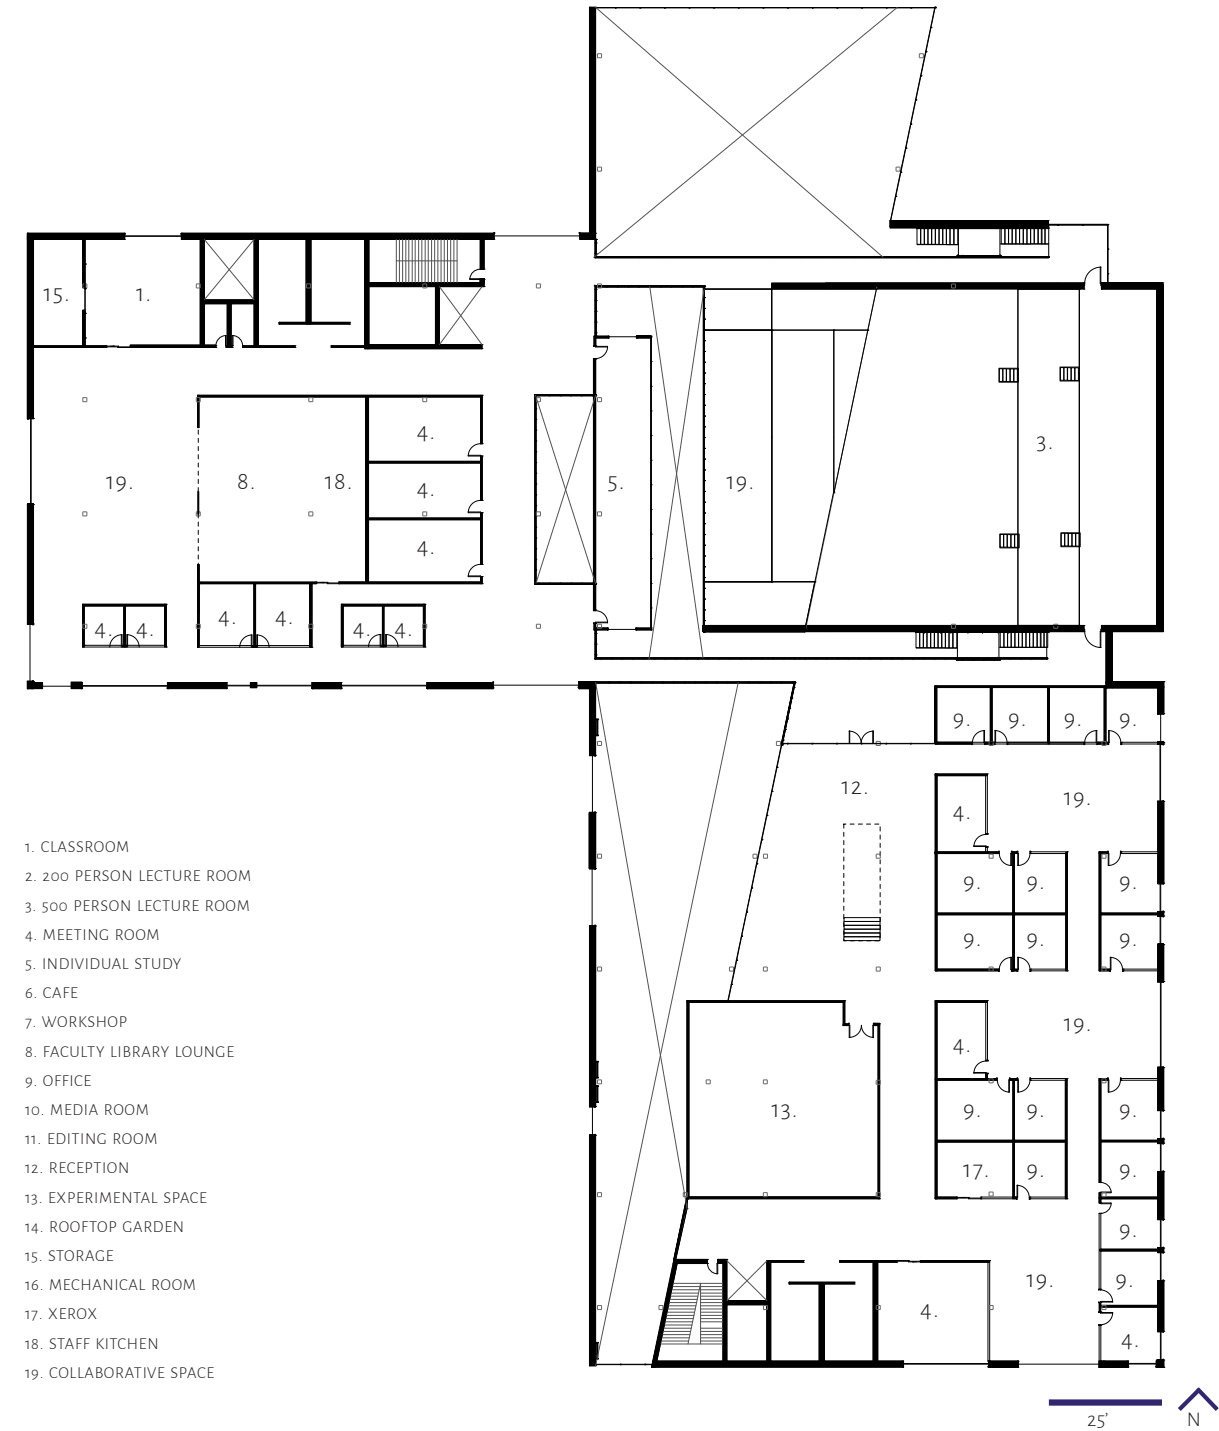 15. 1.
4.
19. 8. 18. 4. 5. 19. 3.
4.
4. 4. 4. 4. 4. 4.
9. 9. 9. 9.
12. 4. 19.
9. 9. 9.
9. 9. 9.
4. 19.
13. 9. 9. 9.
17. 9. 9.
9.
19. 9.
4. 4.
1. CLASSROOM
2. 200 PERSON LECTURE ROOM
3. 500 PERSON LECTURE ROOM
4. MEETING ROOM
5. INDIVIDUAL STUDY
6. CAFE
7. WORKSHOP
8. FACULTY LIBRARY LOUNGE
9. OFFICE
10. MEDIA ROOM
11. EDITING ROOM
12. RECEPTION
13. EXPERIMENTAL SPACE
14. ROOFTOP GARDEN
15. STORAGE
16. MECHANICAL ROOM
17. XEROX
18. STAFF KITCHEN
19. COLLABORATIVE SPACE
25' N